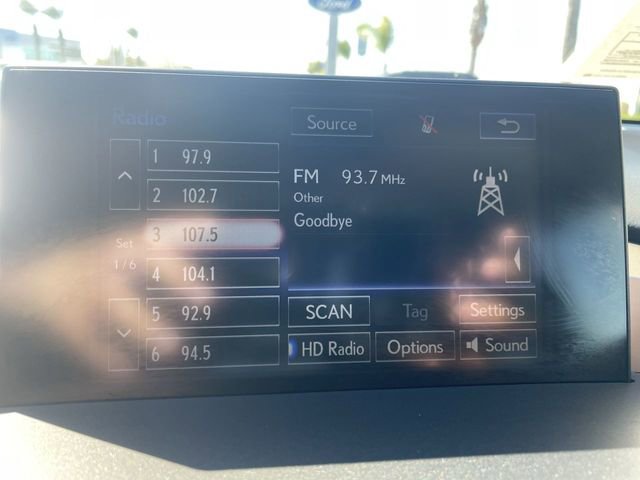 Ford
Radio
Source
1 97.9
2 102.7
3 107.5
4 104.1
5 92.9
6 94.5
Set
1/6
FM 93.7 MHz
Other
Goodbye
SCAN
Tag
Settings
HD Radio
Options
Sound